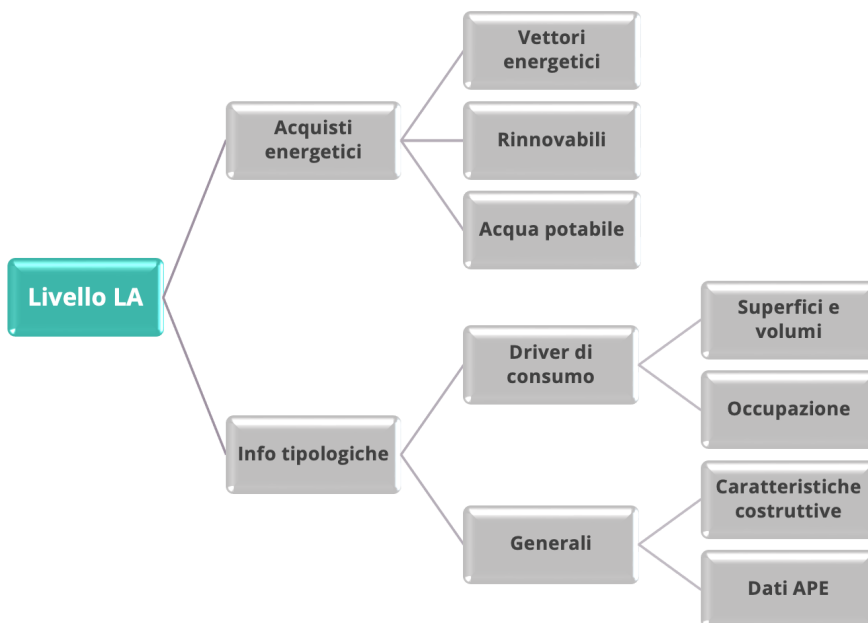 Livello LA
Acquisti
energetici
Vettori
energetici
Rinnovabili
Acqua potabile
Info tipologiche
Driver di
consumo
Superfici e
volumi
Occupazione
Generali
Caratteristiche
costruttive
Dati APE